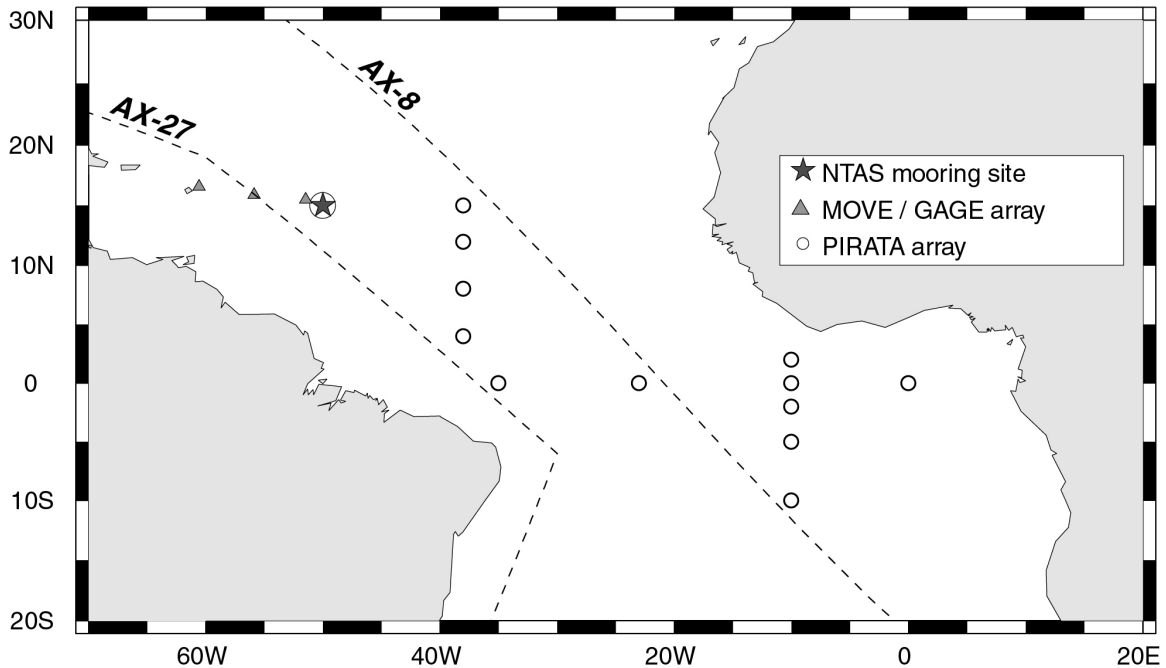 30N
20N
10N
0
10S
20S
AX-8
AX-27
NTAS mooring site
MOVE / GAGE array
PIRATA array
60W
40W
20W
0
20E